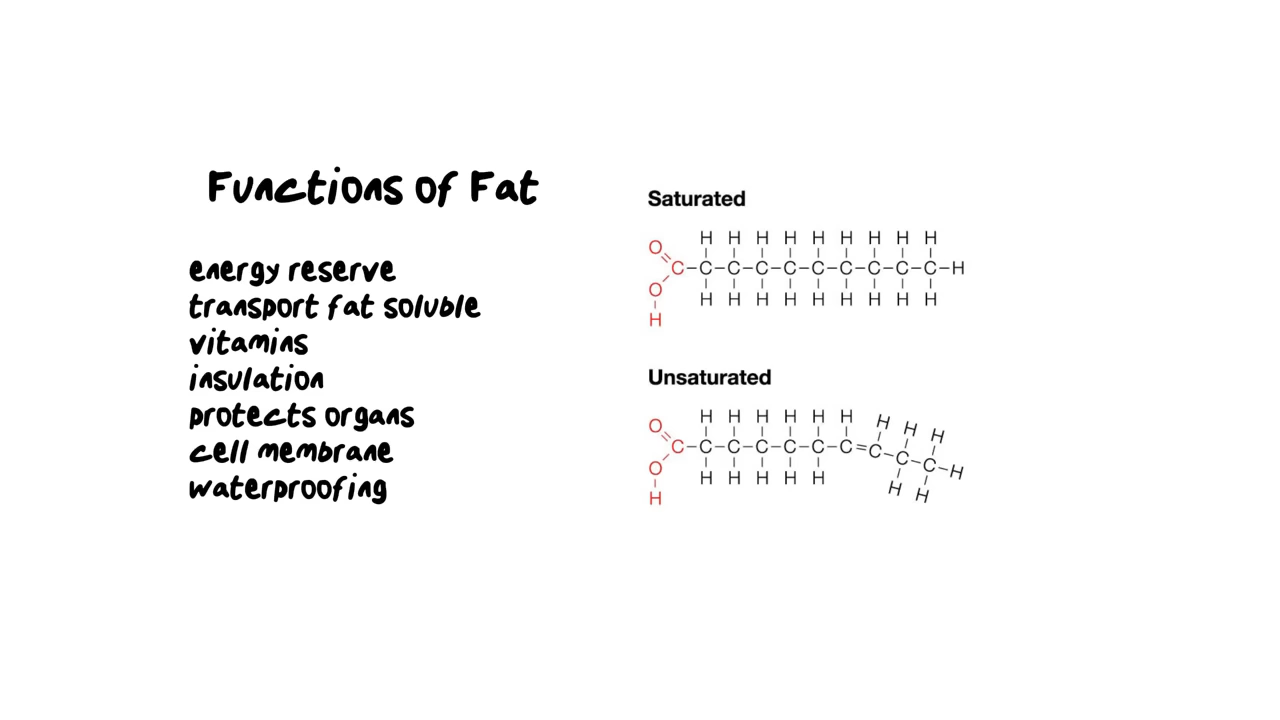 Functions of Fat
energy reserve
transport fat soluble
vitamins
insulation
protects organs
cell membrane
waterproofing
Saturated
H H H H H H H H H
O
C–C–C–C–C–C–C–C–C–C–H
O
H H H H H H H H H
H
Unsaturated
H H H H H H H H H
O
C–C–C–C–C–C–C=C–C–C–H
O
H H H H H H H
H